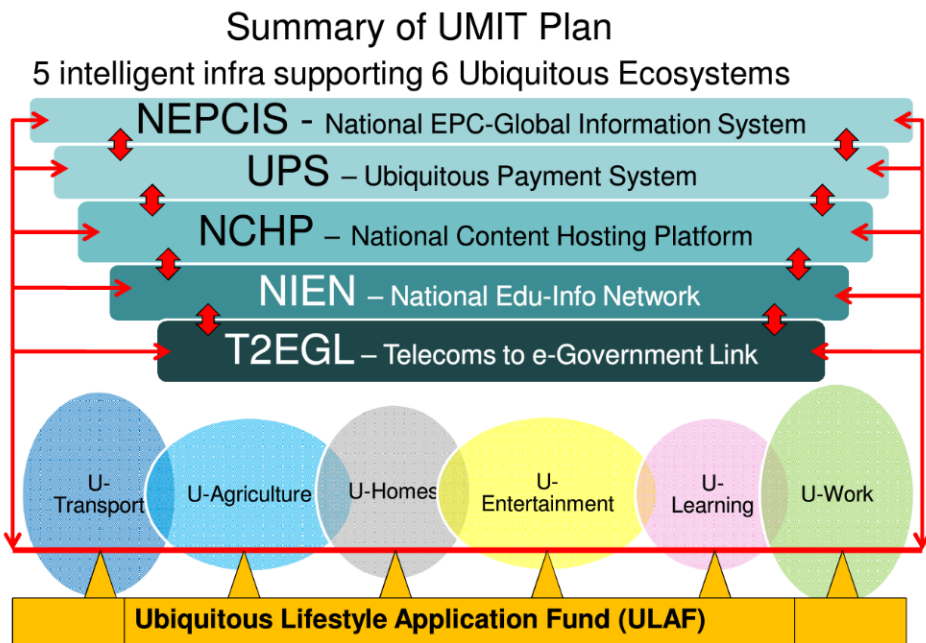 Summary of UMIT Plan
5 intelligent infra supporting 6 Ubiquitous Ecosystems
NEPCIS - National EPC-Global Information System
UPS – Ubiquitous Payment System
NCHP – National Content Hosting Platform
NIEN – National Edu-Info Network
T2EGL – Telecoms to e-Government Link
U-
Transport
U-Agriculture
U-Homes
U-
Entertainment
U-
Learning
U-Work
Ubiquitous Lifestyle Application Fund (ULAF)